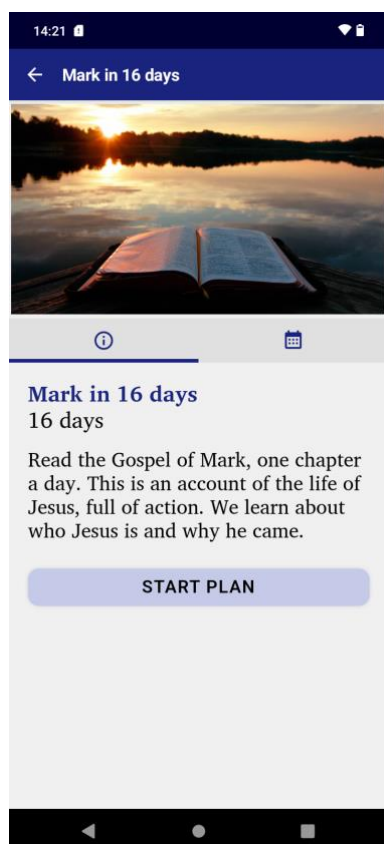 14:21
Mark in 16 days
Mark in 16 days
16 days
Read the Gospel of Mark, one chapter
a day. This is an account of the life of
Jesus, full of action. We learn about
who Jesus is and why he came.
START PLAN